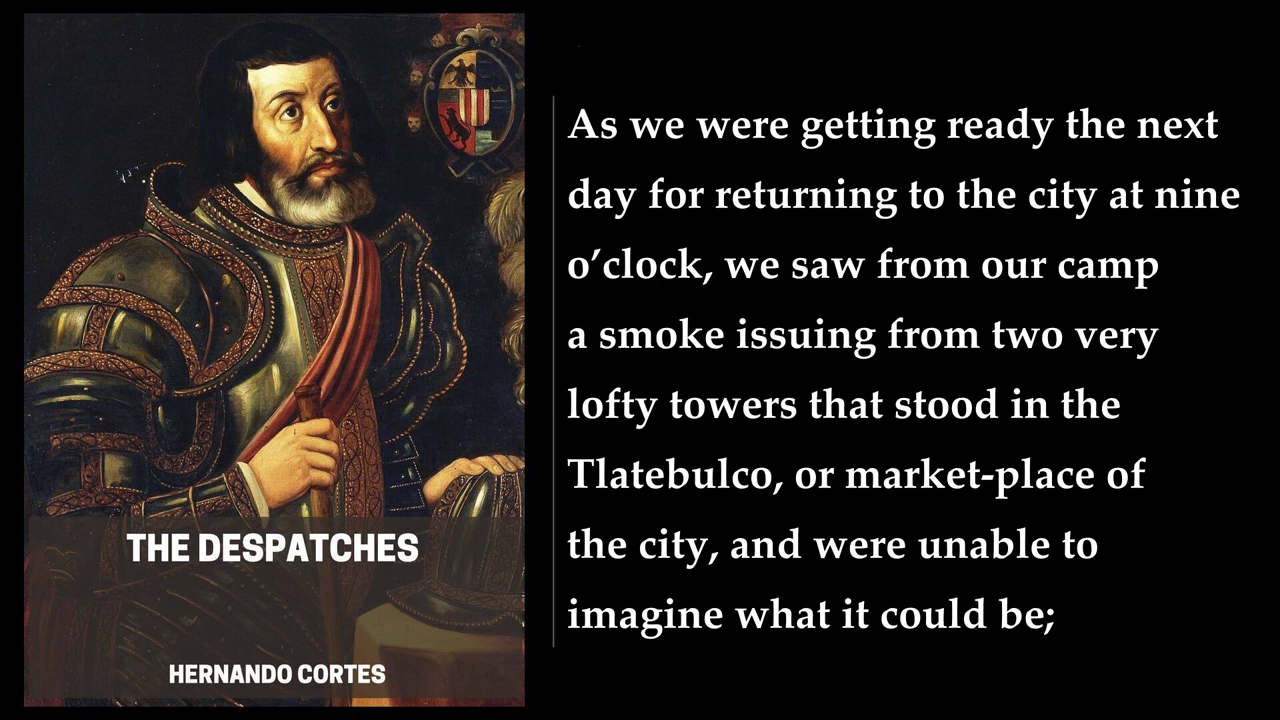 THE DESPATCHES
HERNANDO CORTES
As we were getting ready the next
day for returning to the city at nine
o’clock, we saw from our camp
a smoke issuing from two very
lofty towers that stood in the
Tlatebulco, or market-place of
the city, and were unable to
imagine what it could be;